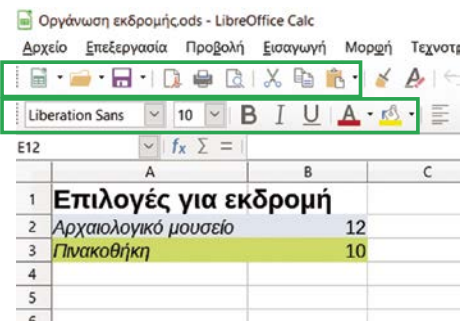 Οργάνωση εκδρομής.ods - LibreOffice Calc
Αρχείο Επεξεργασία Προβολή Εισαγωγή Μορφή
Liberation Sans 10 B I U A
E12 fx Σ =
A B C
1 Επιλογές για εκδρομή
2 Αρχαιολογικό μουσείο 12
3 Πινακοθήκη 10
4
5